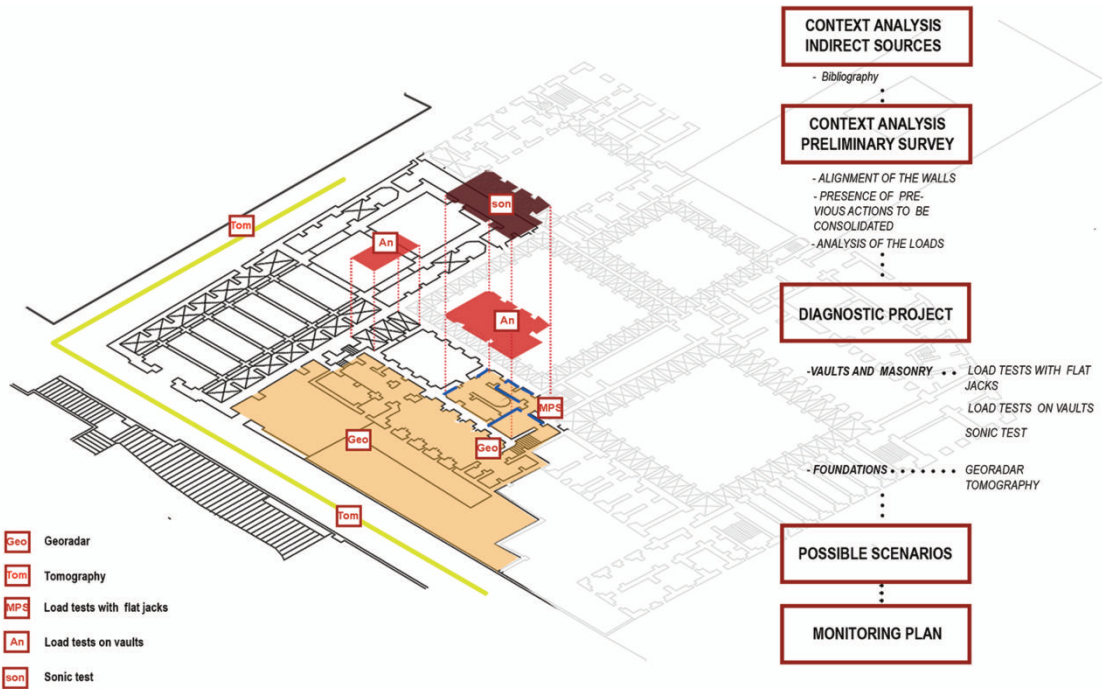 CONTEXT ANALYSIS
INDIRECT SOURCES
- Bibliography
CONTEXT ANALYSIS
PRELIMINARY SURVEY
- ALIGNMENT OF THE WALLS
- PRESENCE OF PRE-
VIOUS ACTIONS TO BE
CONSOLIDATED
- ANALYSIS OF THE LOADS
DIAGNOSTIC PROJECT
-VAULTS AND MASONRY
LOAD TESTS WITH FLAT
JACKS
LOAD TESTS ON VAULTS
SONIC TEST
- FOUNDATIONS
GEORADAR
TOMOGRAPHY
POSSIBLE SCENARIOS
MONITORING PLAN
son
Tom
An
An
MPS
Geo
Geo
Tom
Geo Georadar
Tom Tomography
MPS Load tests with flat jacks
An Load tests on vaults
son Sonic test